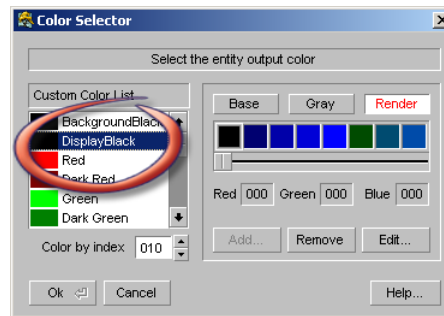 Color Selector
Select the entity output color
Custom Color List
BackgroundBlack
DisplayBlack
Red
Dark Red
Green
Dark Green
Color by index 010
Base Gray Render
Red 000 Green 000 Blue 000
Add... Remove Edit...
Ok Cancel Help...